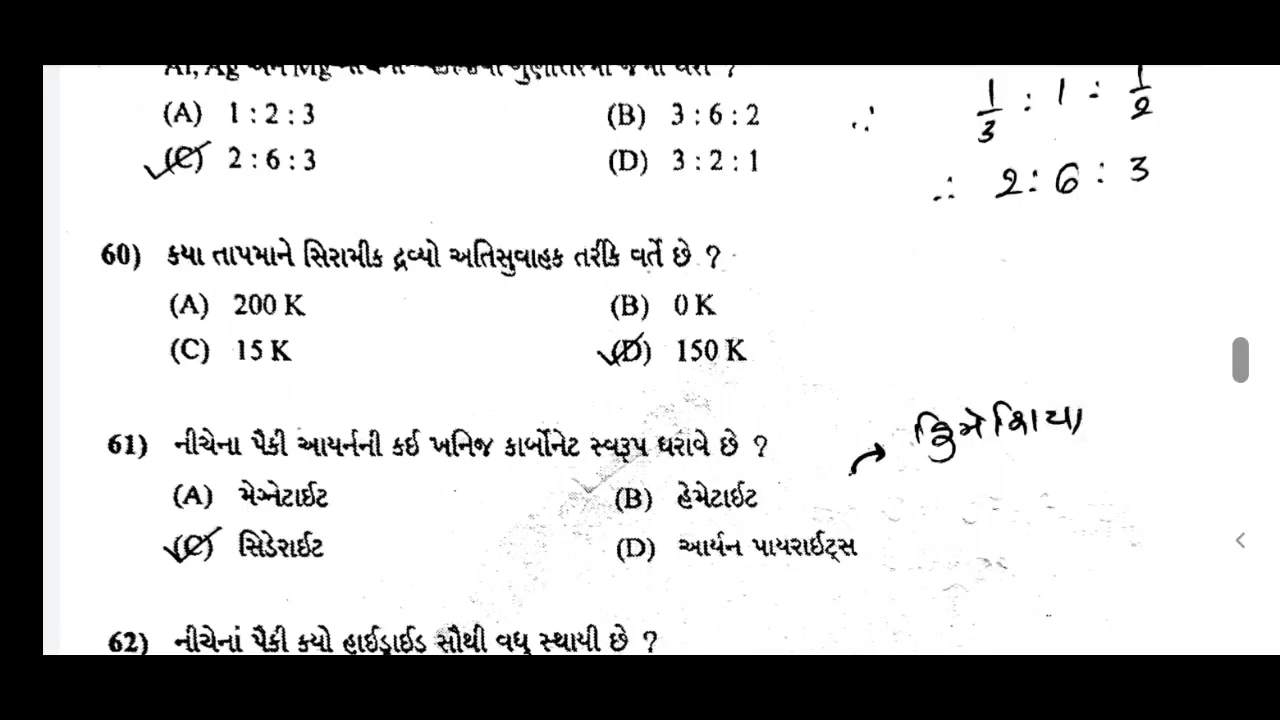 (A) 1 : 2 : 3 (B) 3 : 6 : 2
(C) 2 : 6 : 3 (D) 3 : 2 : 1
∴ 1/3 : 1 : 1/2
∴ 2 : 6 : 3
60) કયા તાપમાને સિરામીક દ્રવ્યો અતિસુવાહક તરીકે વર્તે છે ?
(A) 200 K (B) 0 K
(C) 15 K (D) 150 K
61) નીચેના પૈકી આયર્નની કઈ ખનિજ કાર્બોનેટ સ્વરૂપ ધરાવે છે ?
(A) મેગ્નેટાઈટ (B) હેમેટાઈટ
(C) સિડેરાઈટ (D) આર્યન પાયરાઈટ્સ
62) નીચેનાં પૈકી કયો હાઈડ્રાઈડ સૌથી વધુ સ્થાયી છે ?